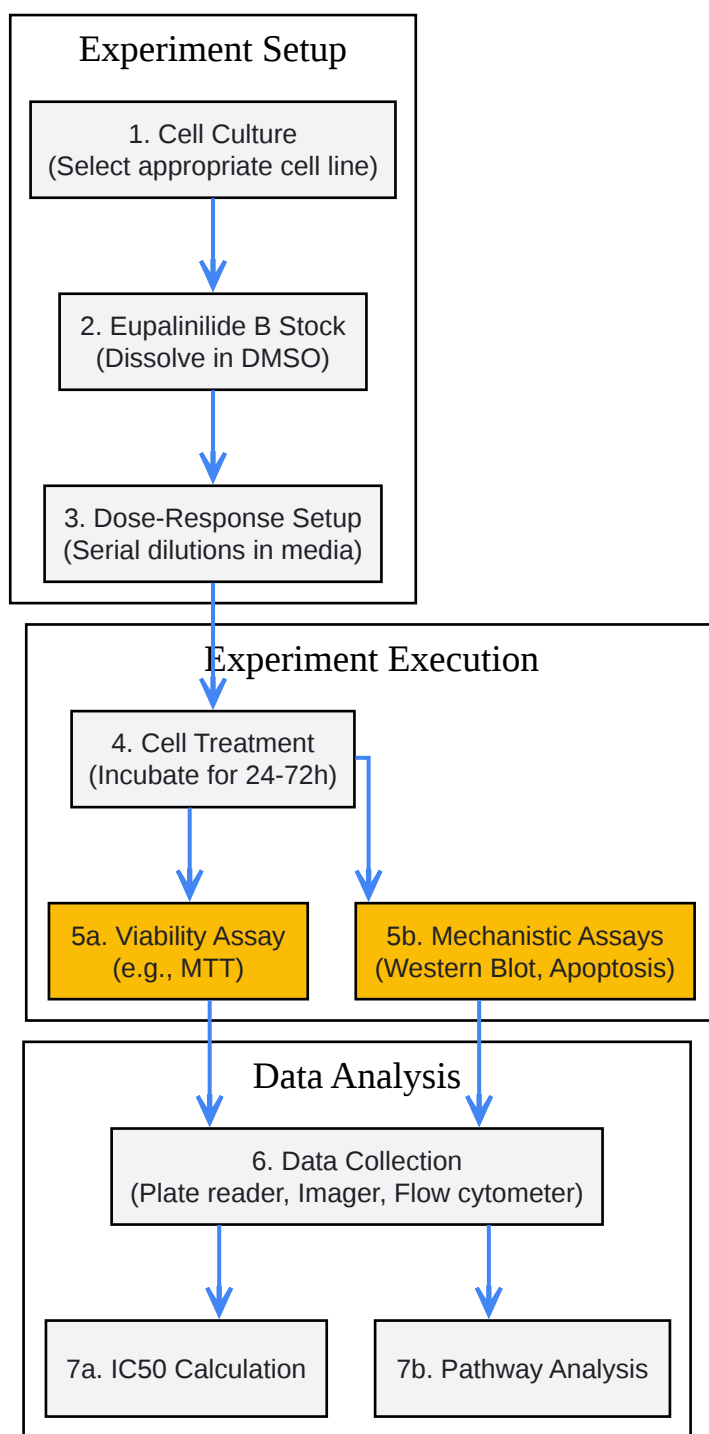 Experiment Setup
1. Cell Culture
(Select appropriate cell line)
2. Eupalinilide B Stock
(Dissolve in DMSO)
3. Dose-Response Setup
(Serial dilutions in media)
Experiment Execution
4. Cell Treatment
(Incubate for 24-72h)
5a. Viability Assay
(e.g., MTT)
5b. Mechanistic Assays
(Western Blot, Apoptosis)
Data Analysis
6. Data Collection
(Plate reader, Imager, Flow cytometer)
7a. IC50 Calculation
7b. Pathway Analysis